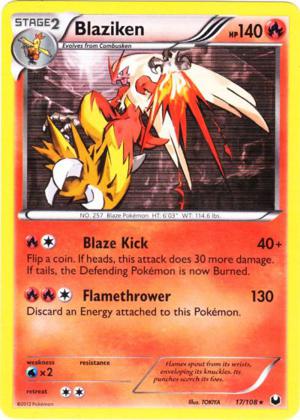 STAGE2
Blaziken
HP140
Evolves from Combusken
NO. 257 Blaze Pokémon HT: 6'03" WT: 114.6 lbs.
Blaze Kick 40+
Flip a coin. If heads, this attack does 30 more damage.
If tails, the Defending Pokémon is now Burned.
Flamethrower 130
Discard an Energy attached to this Pokémon.
weakness resistance
×2
retreat
Flames spout from its wrists,
enveloping its knuckles. Its
punches scorch its foes.
©2012 Pokémon
Illus. TOKIYA
17/108 ★